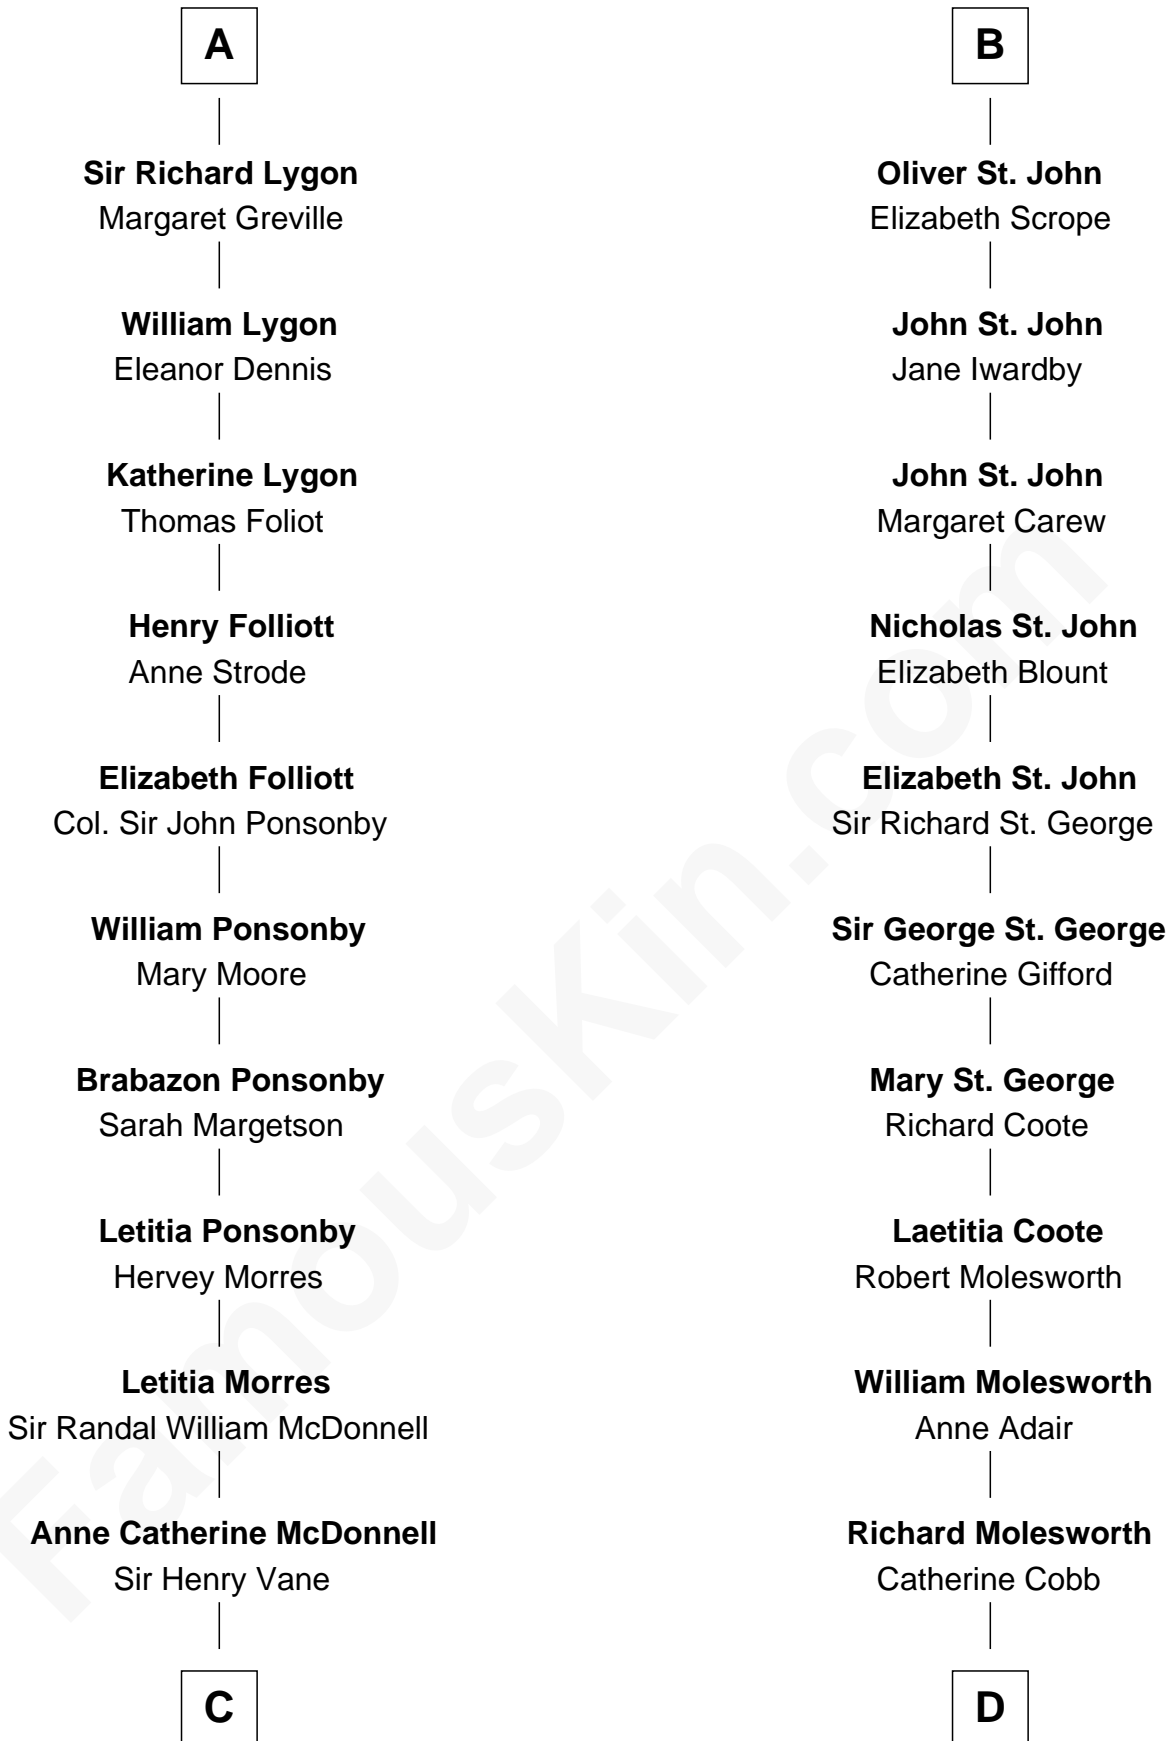 A
Sir Richard Lygon
Margaret Greville
William Lygon
Eleanor Dennis
Katherine Lygon
Thomas Foliot
Henry Folliott
Anne Strode
Elizabeth Folliott
Col. Sir John Ponsonby
William Ponsonby
Mary Moore
Brabazon Ponsonby
Sarah Margetson
Letitia Ponsonby
Hervey Morres
Letitia Morres
Sir Randal William McDonnell
Anne Catherine McDonnell
Sir Henry Vane
C
B
Oliver St. John
Elizabeth Scrope
John St. John
Jane Iwardby
John St. John
Margaret Carew
Nicholas St. John
Elizabeth Blount
Elizabeth St. John
Sir Richard St. George
Sir George St. George
Catherine Gifford
Mary St. George
Richard Coote
Laetitia Coote
Robert Molesworth
William Molesworth
Anne Adair
Richard Molesworth
Catherine Cobb
D
FamousKin.com